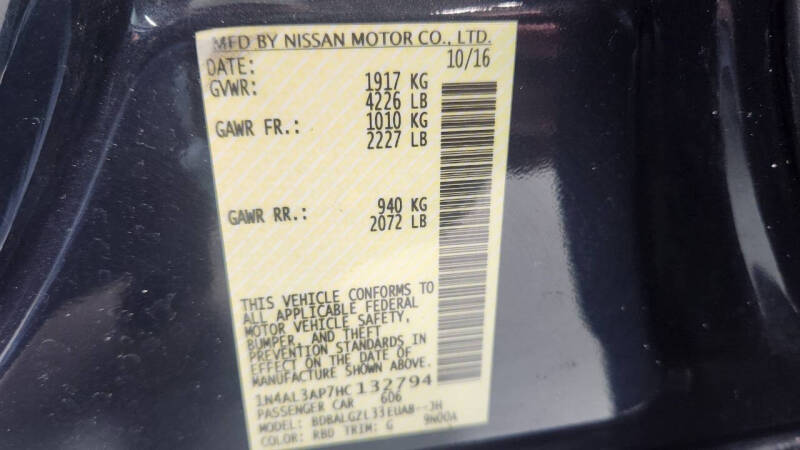 MFD BY NISSAN MOTOR CO., LTD.
DATE: 10/16
GVWR: 1917 KG
4226 LB
GAWR FR.: 1010 KG
2227 LB
GAWR RR.: 940 KG
2072 LB
THIS VEHICLE CONFORMS TO
ALL APPLICABLE FEDERAL
MOTOR VEHICLE SAFETY,
BUMPER, AND THEFT
PREVENTION STANDARDS IN
EFFECT ON THE DATE OF
MANUFACTURE SHOWN ABOVE.
1N4AL3AP7HC132794
PASSENGER CAR 606
MODEL: BDBALGZL33EUA8--JH
COLOR: RBD TRIM: G 9N00A